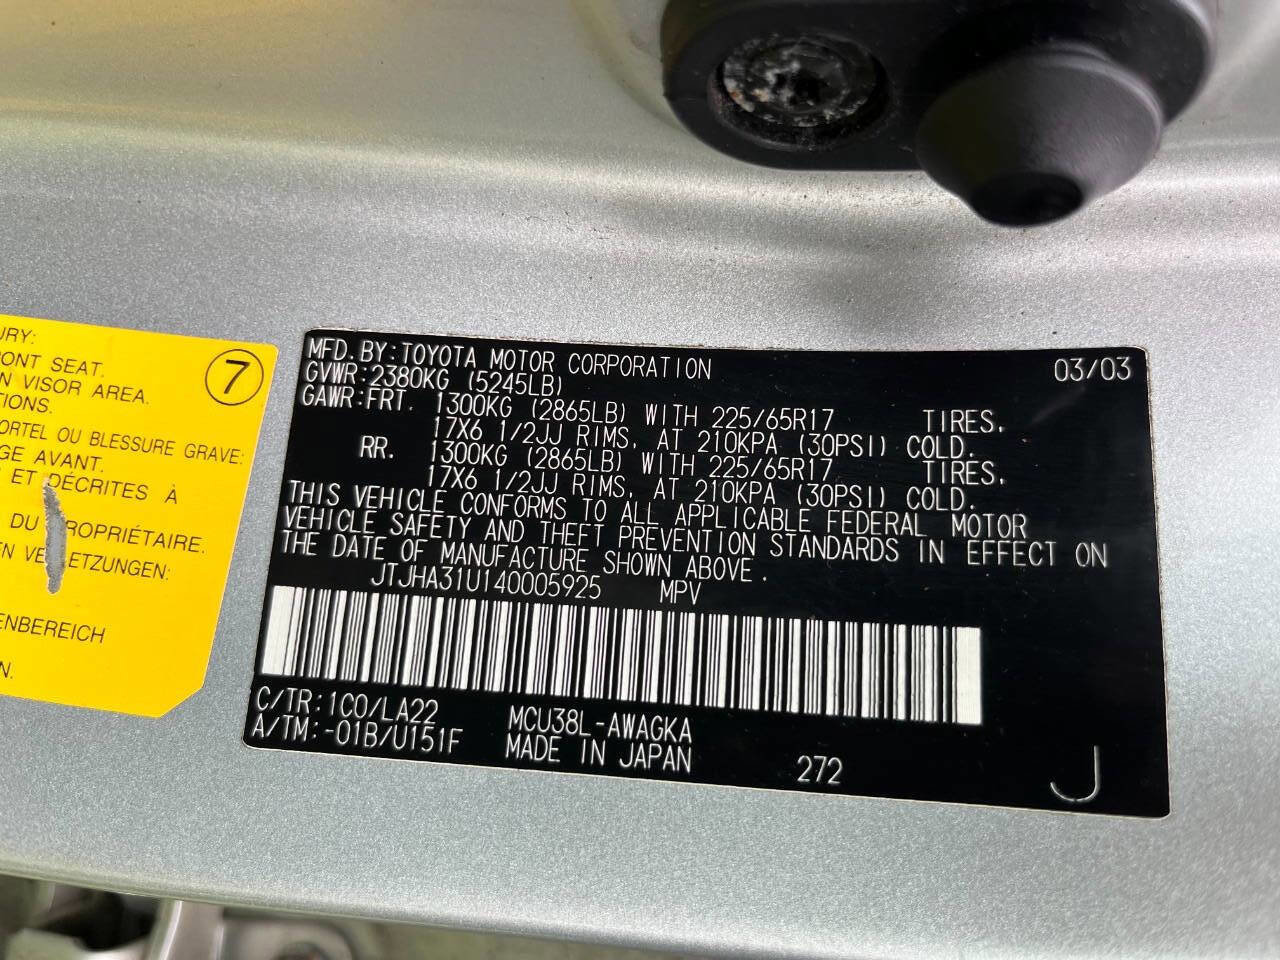 URY:
ONT SEAT.
N VISOR AREA.
TIONS.
ORTEL OU BLESSURE GRAVE:
GE AVANT.
ET DÉCRITES À
DU PROPRIÉTAIRE.
EN VERLETZUNGEN:
ENBEREICH
N.
7
MFD. BY: TOYOTA MOTOR CORPORATION 03/03
GVWR: 2380KG (5245LB)
GAWR: FRT. 1300KG (2865LB) WITH 225/65R17 TIRES,
17X6 1/2JJ RIMS, AT 210KPA (30PSI) COLD.
RR. 1300KG (2865LB) WITH 225/65R17 TIRES,
17X6 1/2JJ RIMS, AT 210KPA (30PSI) COLD.
THIS VEHICLE CONFORMS TO ALL APPLICABLE FEDERAL MOTOR
VEHICLE SAFETY AND THEFT PREVENTION STANDARDS IN EFFECT ON
THE DATE OF MANUFACTURE SHOWN ABOVE.
JTJHA31U140005925 MPV
C/TR: 1C0/LA22 MCU38L-AWAGKA
A/TM: -01B/U151F MADE IN JAPAN 272 J